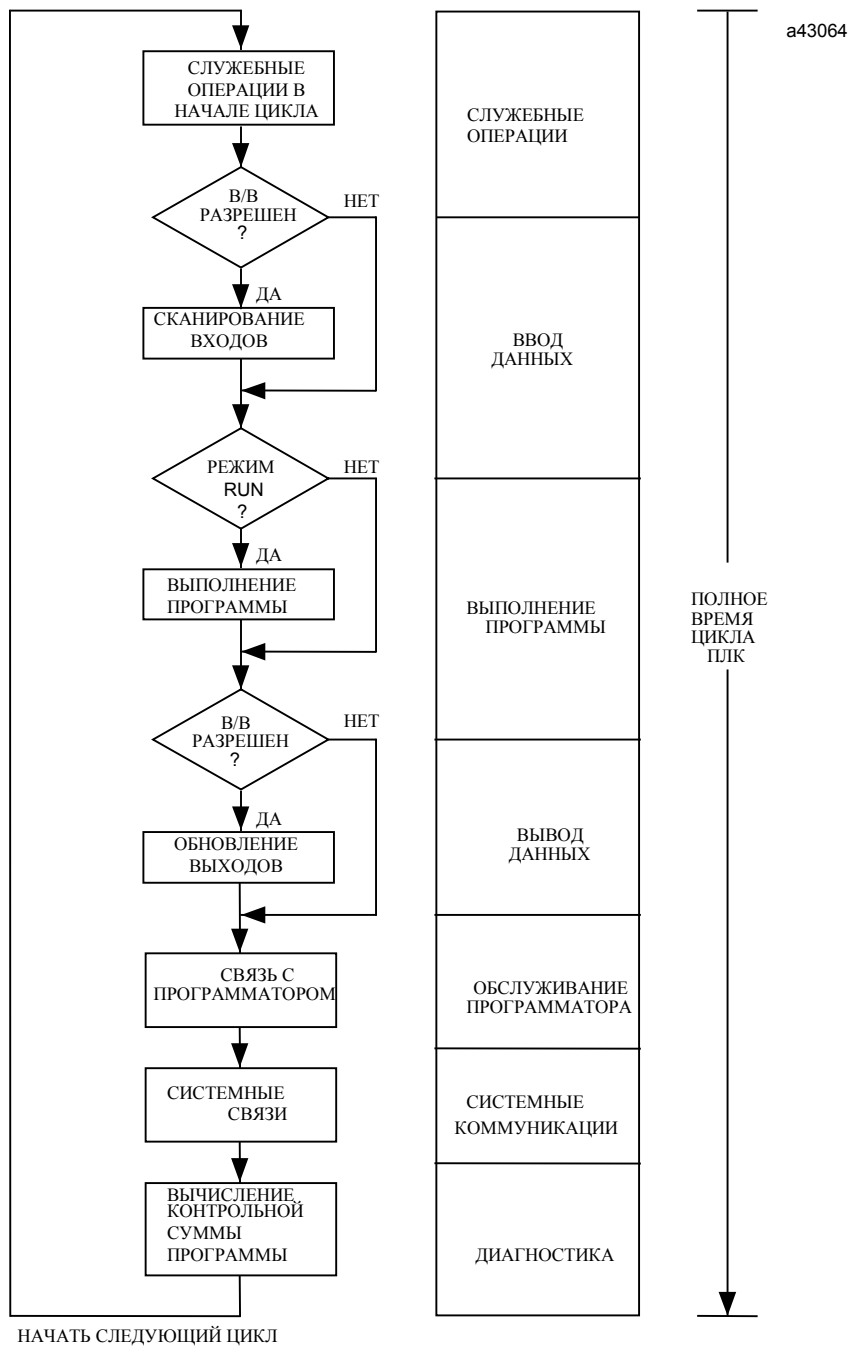 a43064
СЛУЖЕБНЫЕ
ОПЕРАЦИИ В
НАЧАЛЕ ЦИКЛА
В/В
РАЗРЕШЕН
?
НЕТ
ДА
СКАНИРОВАНИЕ
ВХОДОВ
РЕЖИМ
RUN
?
НЕТ
ДА
ВЫПОЛНЕНИЕ
ПРОГРАММЫ
В/В
РАЗРЕШЕН
?
НЕТ
ДА
ОБНОВЛЕНИЕ
ВЫХОДОВ
СВЯЗЬ С
ПРОГРАММАТОРОМ
СИСТЕМНЫЕ
СВЯЗИ
ВЫЧИСЛЕНИЕ
КОНТРОЛЬНОЙ
СУММЫ
ПРОГРАММЫ
НАЧАТЬ СЛЕДУЮЩИЙ ЦИКЛ
СЛУЖЕБНЫЕ
ОПЕРАЦИИ
ВВОД
ДАННЫХ
ВЫПОЛНЕНИЕ
ПРОГРАММЫ
ВЫВОД
ДАННЫХ
ОБСЛУЖИВАНИЕ
ПРОГРАММАТОРА
СИСТЕМНЫЕ
КОММУНИКАЦИИ
ДИАГНОСТИКА
ПОЛНОЕ
ВРЕМЯ
ЦИКЛА
ПЛК